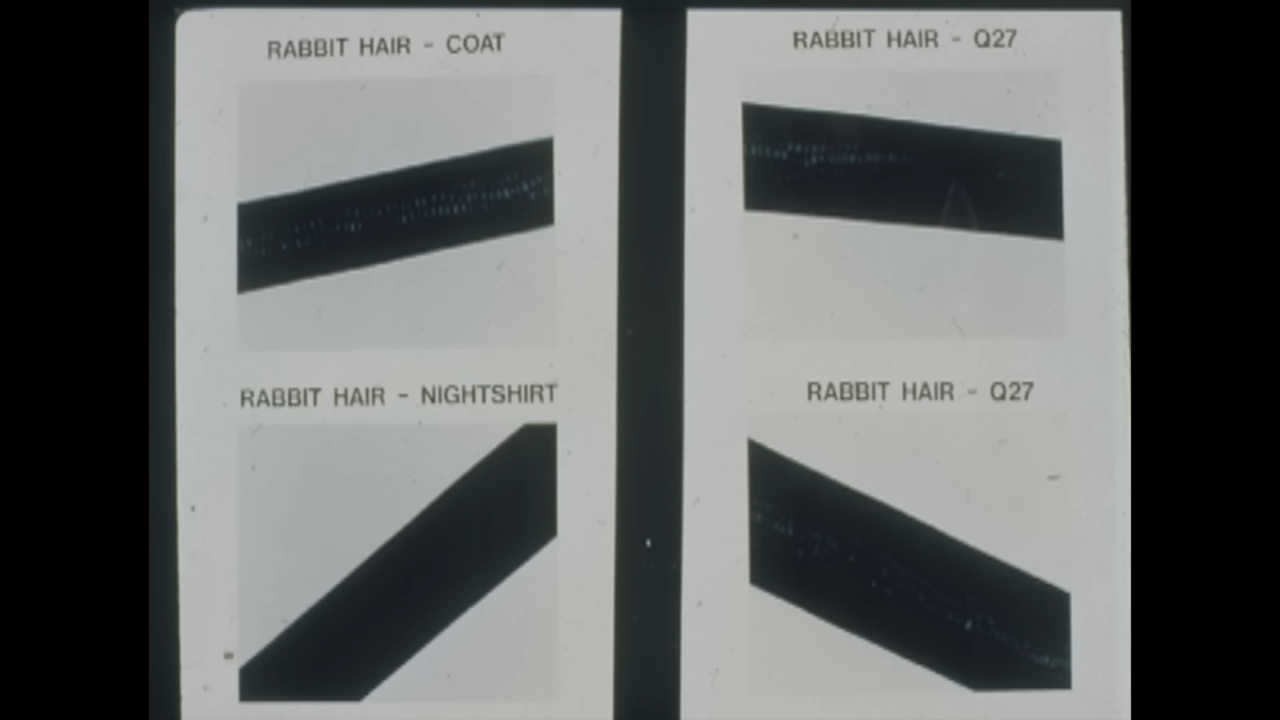 RABBIT HAIR - COAT
RABBIT HAIR - Q27
RABBIT HAIR - NIGHTSHIRT
RABBIT HAIR - Q27